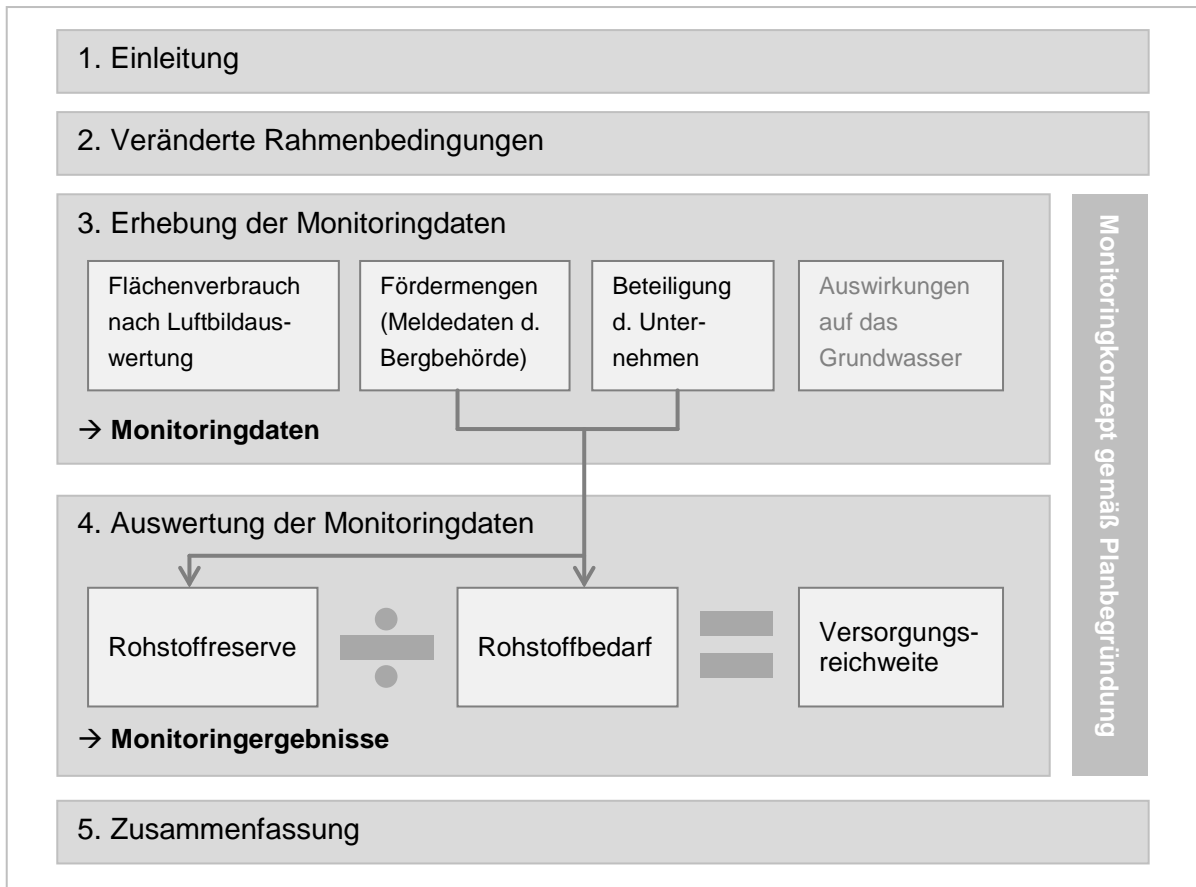 1. Einleitung
2. Veränderte Rahmenbedingungen
3. Erhebung der Monitoringdaten
Flächenverbrauch
nach Luftbildaus-
wertung
Fördermengen
(Meldedaten d.
Bergbehörde)
Beteiligung
d. Unter-
nehmen
Auswirkungen
auf das
Grundwasser
→ Monitoringdaten
4. Auswertung der Monitoringdaten
Rohstoffreserve
÷
Rohstoffbedarf
=
Versorgungs-
reichweite
→ Monitoringergebnisse
Monitoringkonzept gemäß Planbegründung
5. Zusammenfassung